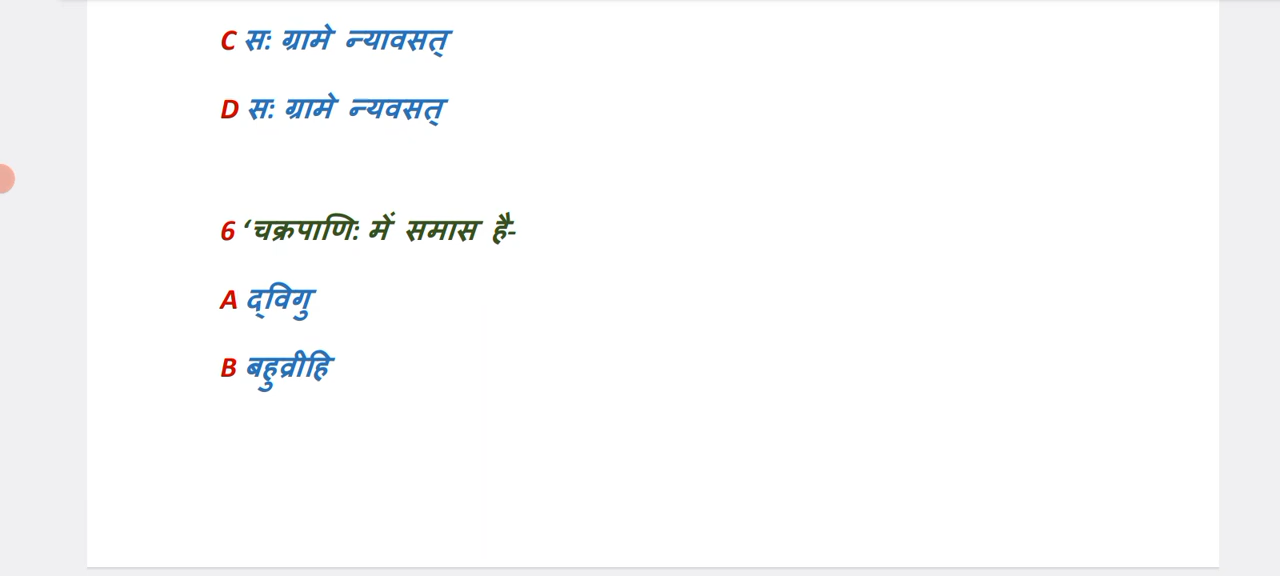 C स: ग्रामे न्यावसत्
D स: ग्रामे न्यवसत्
6 ‘चक्रपाणि: में समास है-
A द्विगु
B बहुव्रीहि